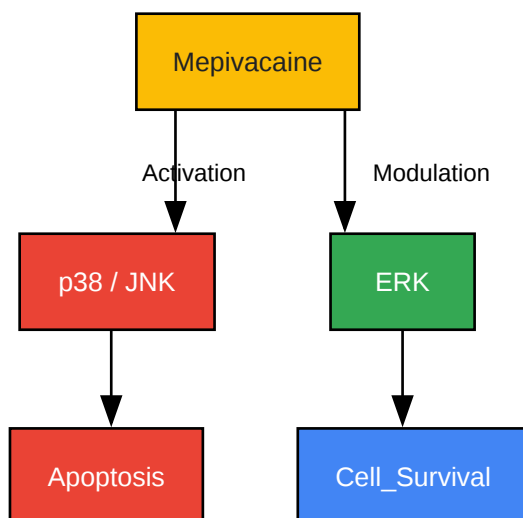 Mepivacaine
Activation
Modulation
p38 / JNK
ERK
Apoptosis
Cell_Survival